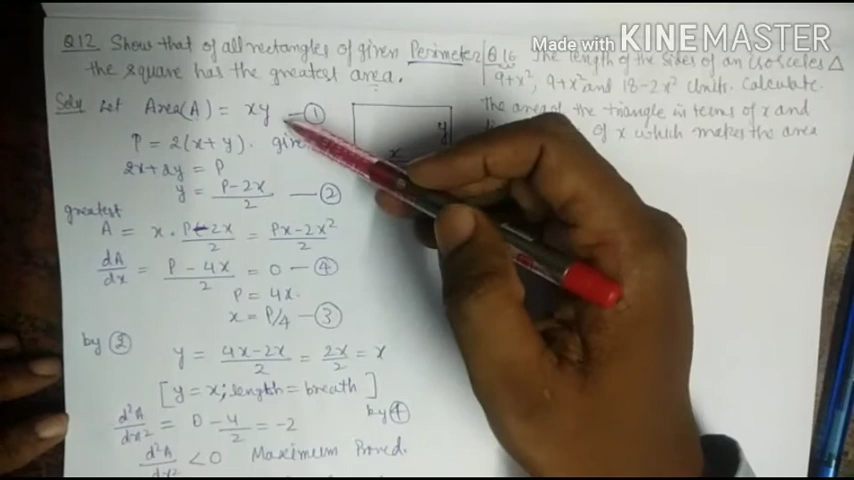 Made with KINEMASTER
Q12 Show that of all rectangles of given Perimeter
the square has the greatest area.
Soln Let Area(A) = xy —①
P = 2(x+y). give
2x+2y = P
y = P-2x/2 —②
greatest
A = x · P-2x/2 = Px-2x²/2
dA/dx = P-4x/2 = 0 —④
P = 4x.
x = P/4 —③
by ②
y = 4x-2x/2 = 2x/2 = x
[y=x; length = breath]
d²A/dx² = 0 - 4/2 = -2 by④
d²A/dx² < 0 Maximum Proved.
y
x
Q16 The length of the sides of an isosceles △
9+x², 9+x² and 18-2x² Units. Calculate
The area of the triangle in terms of x and
of x which makes the area